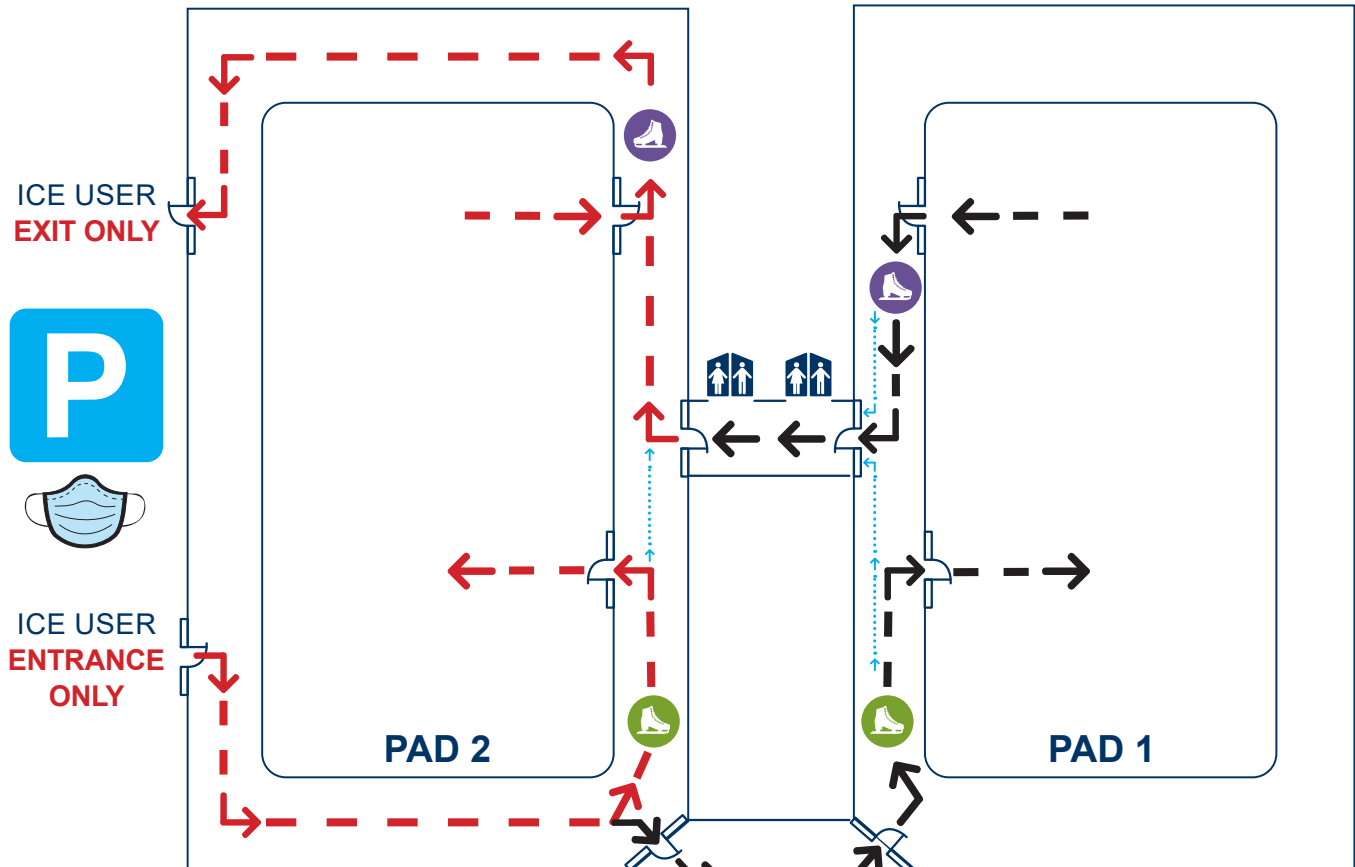 ICE USER
EXIT ONLY
P
ICE USER
ENTRANCE
ONLY
PAD 2
PAD 1